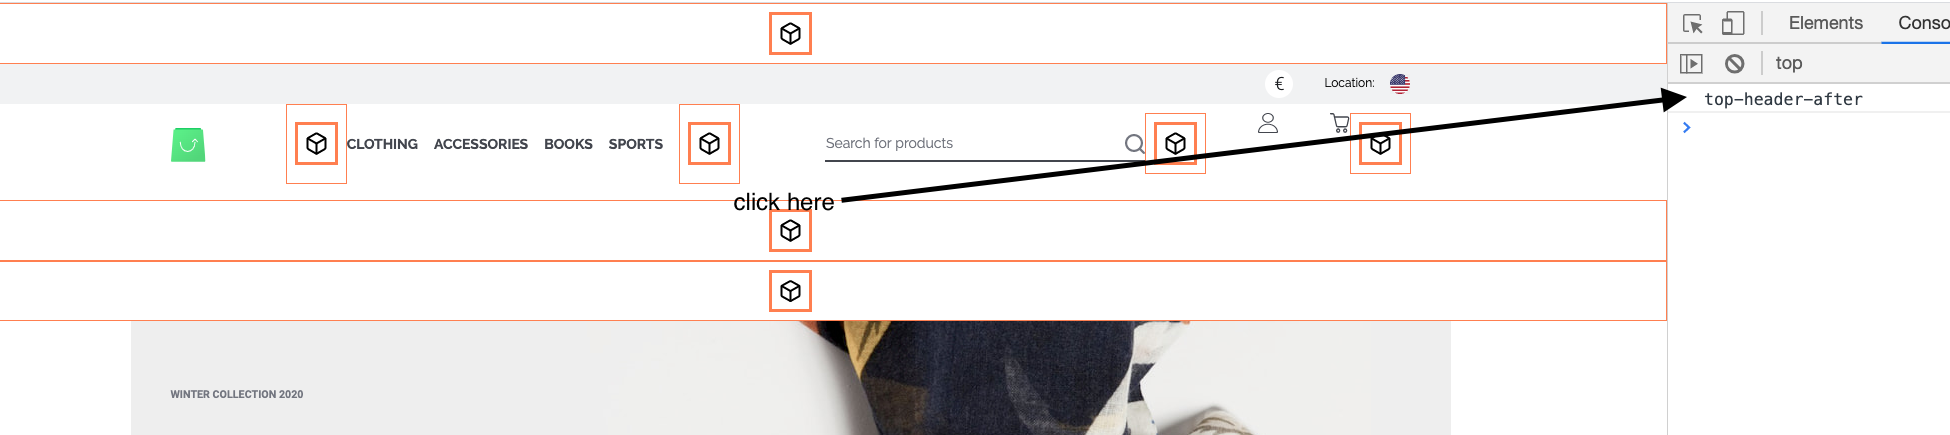 Elements Conso
top
€ Location:
top-header-after
CLOTHING ACCESSORIES BOOKS SPORTS Search for products
click here
WINTER COLLECTION 2020